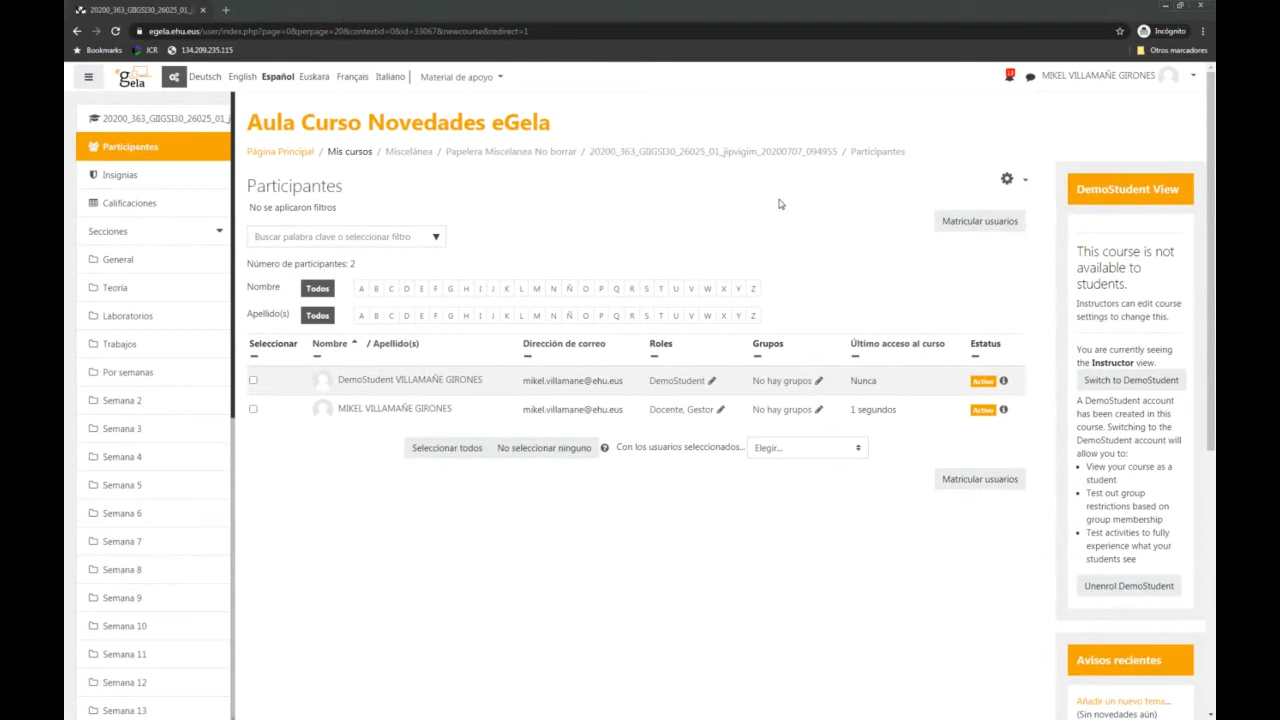 20200_363_GIIGSI30_26025_01_j
egela.ehu.eus/user/index.php?page=0&perpage=20&contextid=0&id=33067&newcourse&redirect=1
Incógnito
Bookmarks JCR 134.209.235.115
Otros marcadores
gela Deutsch English Español Euskara Français Italiano Material de apoyo
MIKEL VILLAMAÑE GIRONES
20200_363_GIIGSI30_26025_01_j
Participantes
Insignias
Calificaciones
Secciones
General
Teoría
Laboratorios
Trabajos
Por semanas
Semana 2
Semana 3
Semana 4
Semana 5
Semana 6
Semana 7
Semana 8
Semana 9
Semana 10
Semana 11
Semana 12
Semana 13
Aula Curso Novedades eGela
Página Principal / Mis cursos / Miscelánea / Papelera Miscelanea No borrar / 20200_363_GIIGSI30_26025_01_jipvigim_20200707_094955 / Participantes
Participantes
No se aplicaron filtros
Matricular usuarios
Buscar palabra clave o seleccionar filtro ▼
Número de participantes: 2
Nombre Todos A B C D E F G H I J K L M N Ñ O P Q R S T U V W X Y Z
Apellido(s) Todos A B C D E F G H I J K L M N Ñ O P Q R S T U V W X Y Z
Seleccionar Nombre / Apellido(s) Dirección de correo Roles Grupos Último acceso al curso Estatus
DemoStudent VILLAMAÑE GIRONES mikel.villamane@ehu.eus DemoStudent No hay grupos Nunca Activo
MIKEL VILLAMAÑE GIRONES mikel.villamane@ehu.eus Docente, Gestor No hay grupos 1 segundos Activo
Seleccionar todos No seleccionar ninguno Con los usuarios seleccionados... Elegir...
Matricular usuarios
DemoStudent View
This course is not
available to
students.
Instructors can edit course
settings to change this.
You are currently seeing
the Instructor view.
Switch to DemoStudent
A DemoStudent account
has been created in this
course. Switching to the
DemoStudent account will
allow you to:
• View your course as a
student
• Test out group
restrictions based on
group membership
• Test activities to fully
experience what your
students see
Unenrol DemoStudent
Avisos recientes
Añadir un nuevo tema...
(Sin novedades aún)